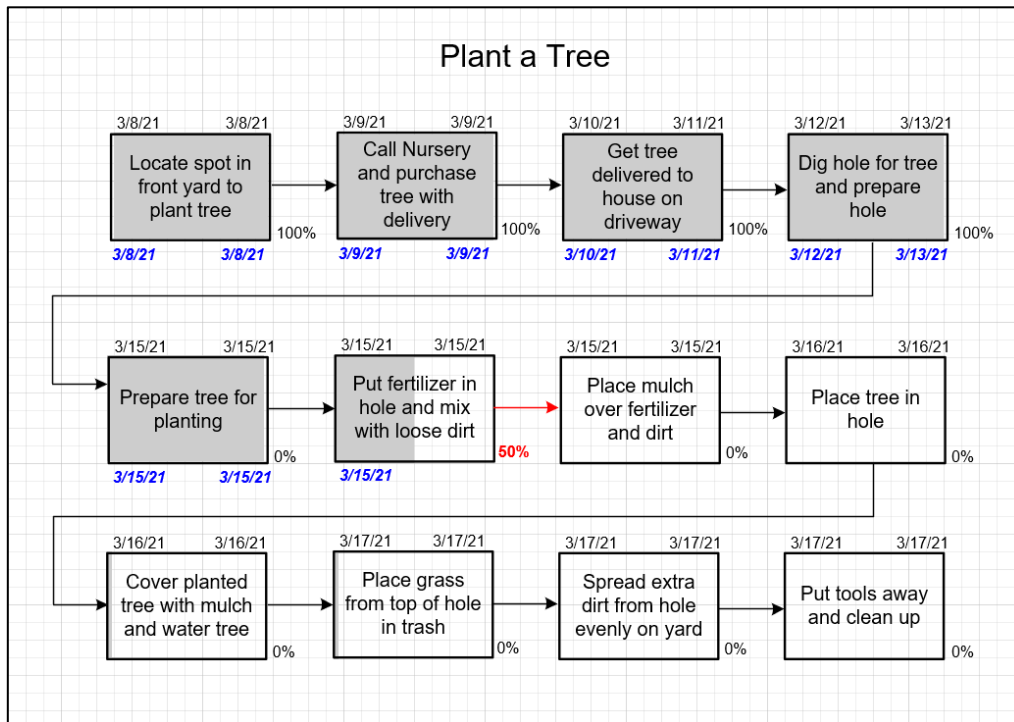 Plant a Tree
3/8/21 3/8/21
Locate spot in
front yard to
plant tree
100%
3/8/21 3/8/21
3/9/21 3/9/21
Call Nursery
and purchase
tree with
delivery
100%
3/9/21 3/9/21
3/10/21 3/11/21
Get tree
delivered to
house on
driveway
100%
3/10/21 3/11/21
3/12/21 3/13/21
Dig hole for tree
and prepare
hole
100%
3/12/21 3/13/21
3/15/21 3/15/21
Prepare tree for
planting
0%
3/15/21 3/15/21
3/15/21 3/15/21
Put fertilizer in
hole and mix
with loose dirt
50%
3/15/21
3/15/21 3/15/21
Place mulch
over fertilizer
and dirt
0%
3/16/21 3/16/21
Place tree in
hole
0%
3/16/21 3/16/21
Cover planted
tree with mulch
and water tree
0%
3/17/21 3/17/21
Place grass
from top of hole
in trash
0%
3/17/21 3/17/21
Spread extra
dirt from hole
evenly on yard
0%
3/17/21 3/17/21
Put tools away
and clean up
0%